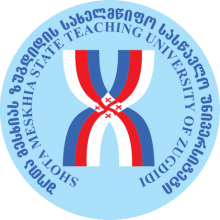 შოთა მესხიას ზუგდიდის სახელმწიფო სასწავლო უნივერსიტეტი
SHOTA MESKHIA STATE TEACHING UNIVERSITY OF ZUGDIDI